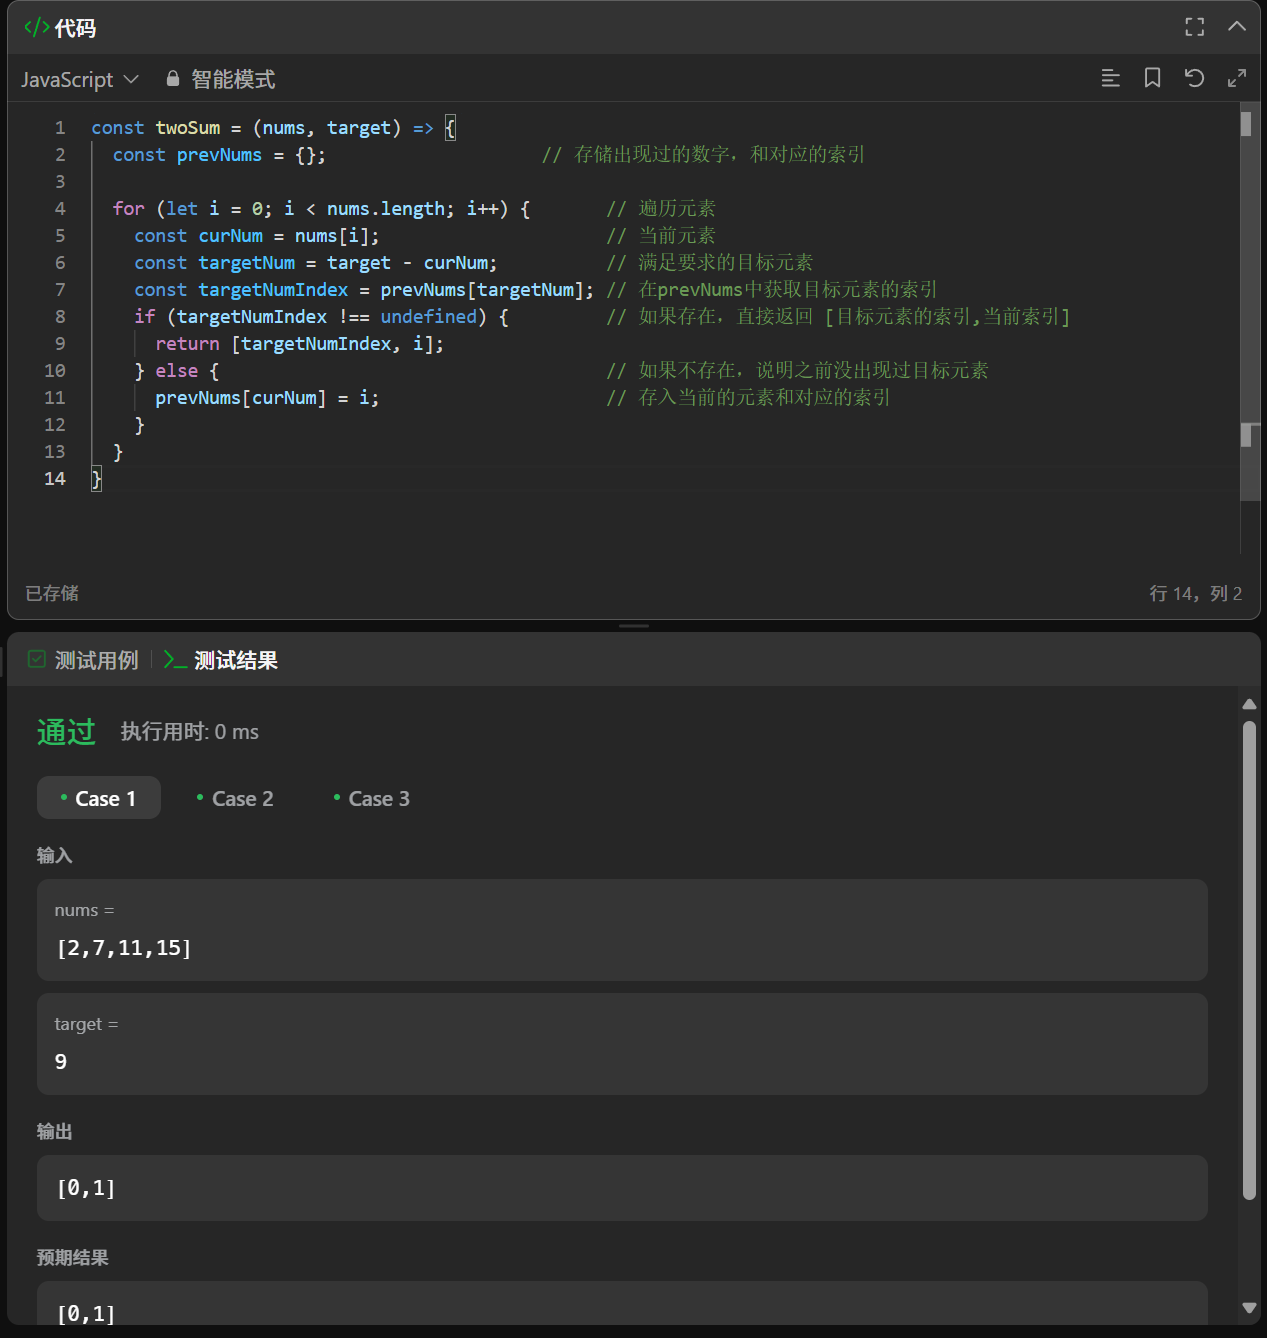 </> 代码
JavaScript 智能模式
1 const twoSum = (nums, target) => {
2 const prevNums = {}; // 存储出现过的数字，和对应的索引
3
4 for (let i = 0; i < nums.length; i++) { // 遍历元素
5 const curNum = nums[i]; // 当前元素
6 const targetNum = target - curNum; // 满足要求的目标元素
7 const targetNumIndex = prevNums[targetNum]; // 在prevNums中获取目标元素的索引
8 if (targetNumIndex !== undefined) { // 如果存在，直接返回 [目标元素的索引,当前索引]
9 return [targetNumIndex, i];
10 } else { // 如果不存在，说明之前没出现过目标元素
11 prevNums[curNum] = i; // 存入当前的元素和对应的索引
12 }
13 }
14 }
已存储 行 14，列 2
测试用例 测试结果
通过 执行用时: 0 ms
Case 1 Case 2 Case 3
输入
nums =
[2,7,11,15]
target =
9
输出
[0,1]
预期结果
[0,1]